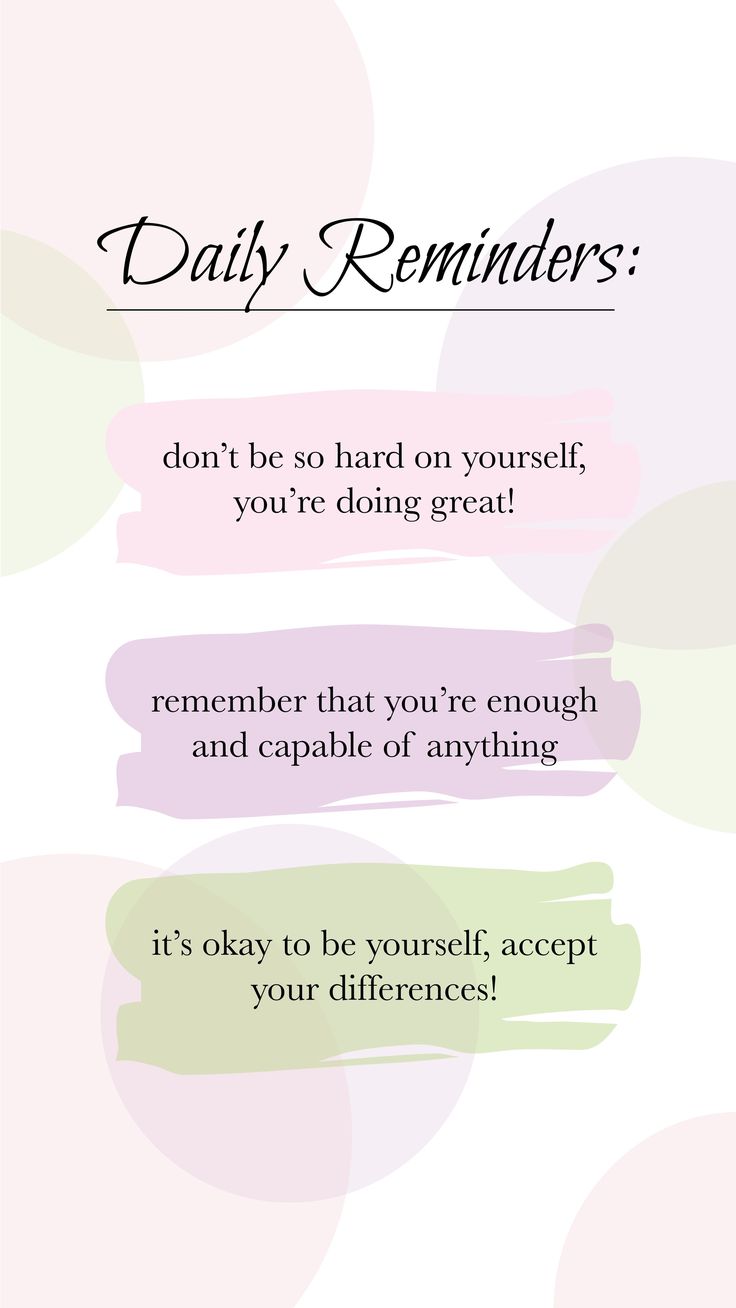 Daily Reminders:
don’t be so hard on yourself,
you’re doing great!
remember that you’re enough
and capable of anything
it’s okay to be yourself, accept
your differences!